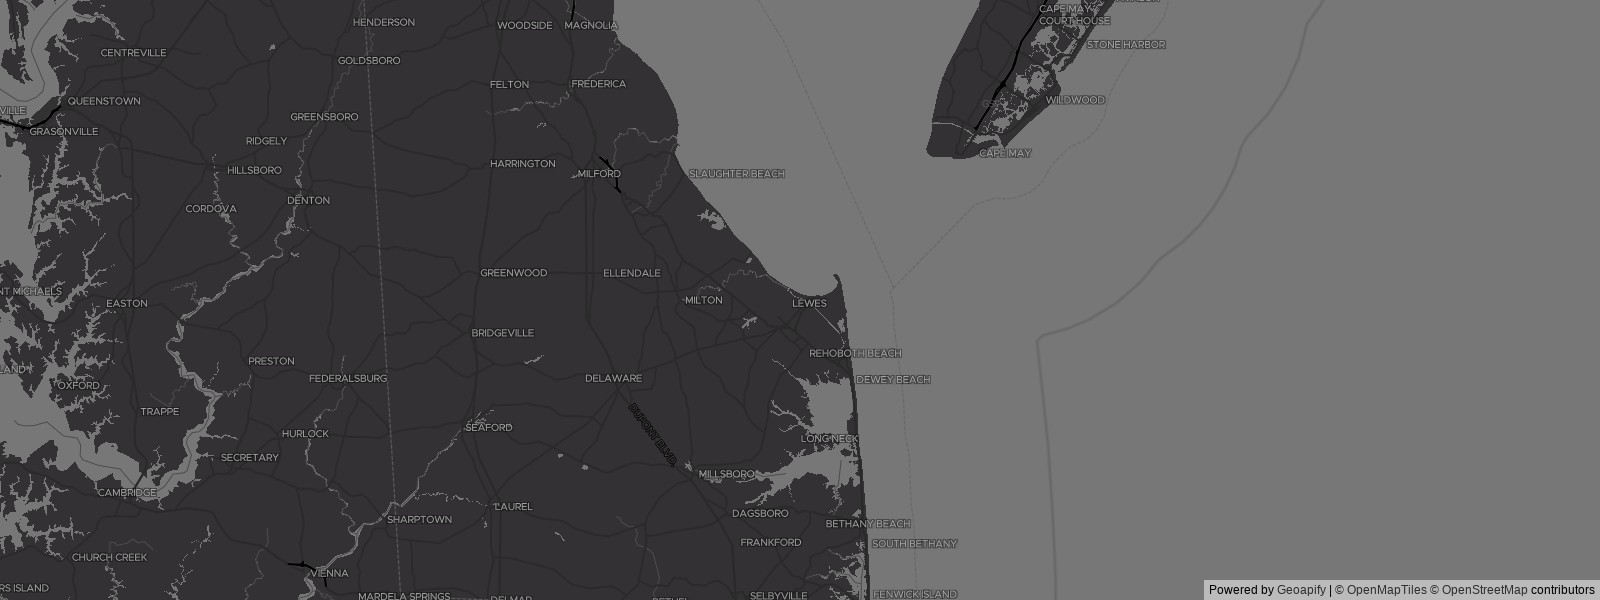 HENDERSON
WOODSIDE
MAGNOLIA
CAPE MAY
COURT HOUSE
STONE HARBOR
CENTREVILLE
GOLDSBORO
FELTON
FREDERICA
QUEENSTOWN
WILDWOOD
VILLE
GREENSBORO
GRASONVILLE
RIDGELY
CAPE MAY
HARRINGTON
HILLSBORO
MILFORD
SLAUGHTER BEACH
DENTON
CORDOVA
GREENWOOD
ELLENDALE
NT MICHAELS
EASTON
MILTON
LEWES
BRIDGEVILLE
REHOBOTH BEACH
PRESTON
LAND
FEDERALSBURG
DELAWARE
DEWEY BEACH
OXFORD
TRAPPE
DUPONT BLVD
SEAFORD
HURLOCK
LONG NECK
SECRETARY
MILLSBORO
CAMBRIDGE
LAUREL
DAGSBORO
SHARPTOWN
BETHANY BEACH
FRANKFORD
SOUTH BETHANY
CHURCH CREEK
VIENNA
RS ISLAND
MARDELA SPRINGS
DELMAR
SELBYVILLE
FENWICK ISLAND
Powered by Geoapify | © OpenMapTiles © OpenStreetMap contributors